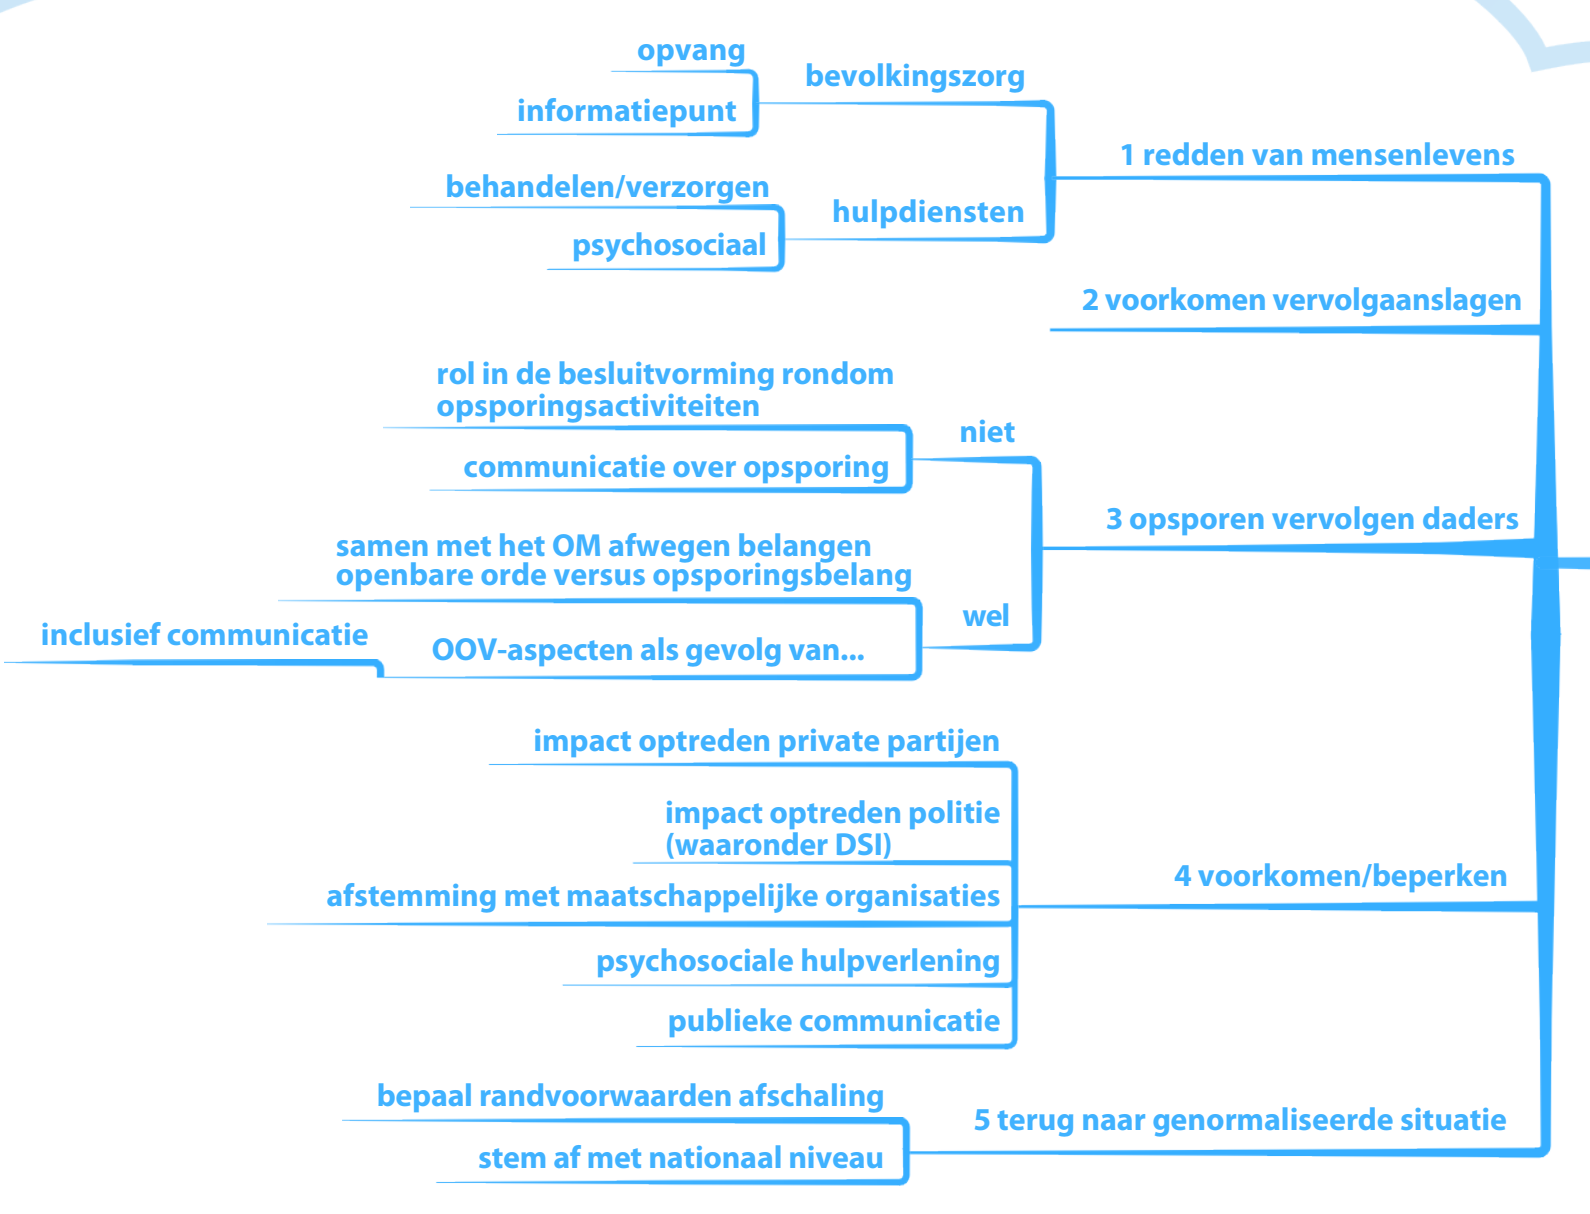 opvang
bevolkingszorg
informatiepunt
1 redden van mensenlevens
behandelen/verzorgen
hulpdiensten
psychosociaal
2 voorkomen vervolgaanslagen
rol in de besluitvorming rondom
opsporingsactiviteiten
niet
communicatie over opsporing
3 opsporen vervolgen daders
samen met het OM afwegen belangen
openbare orde versus opsporingsbelang
wel
inclusief communicatie
OOV-aspecten als gevolg van...
impact optreden private partijen
impact optreden politie
(waaronder DSI)
4 voorkomen/beperken
afstemming met maatschappelijke organisaties
psychosociale hulpverlening
publieke communicatie
bepaal randvoorwaarden afschaling
5 terug naar genormaliseerde situatie
stem af met nationaal niveau